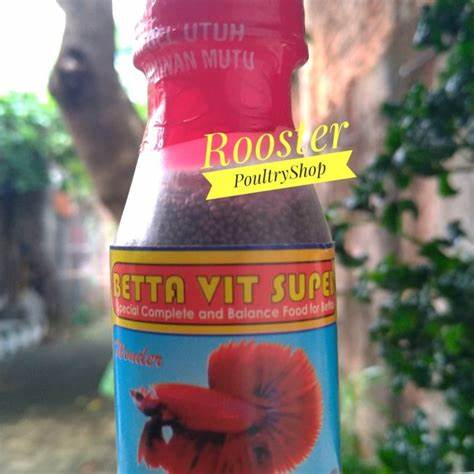 UTUH
MUTU
Rooster
PoultryShop
BETTA VIT SUPER
Special Complete and Balance Food for Betta
Wonder